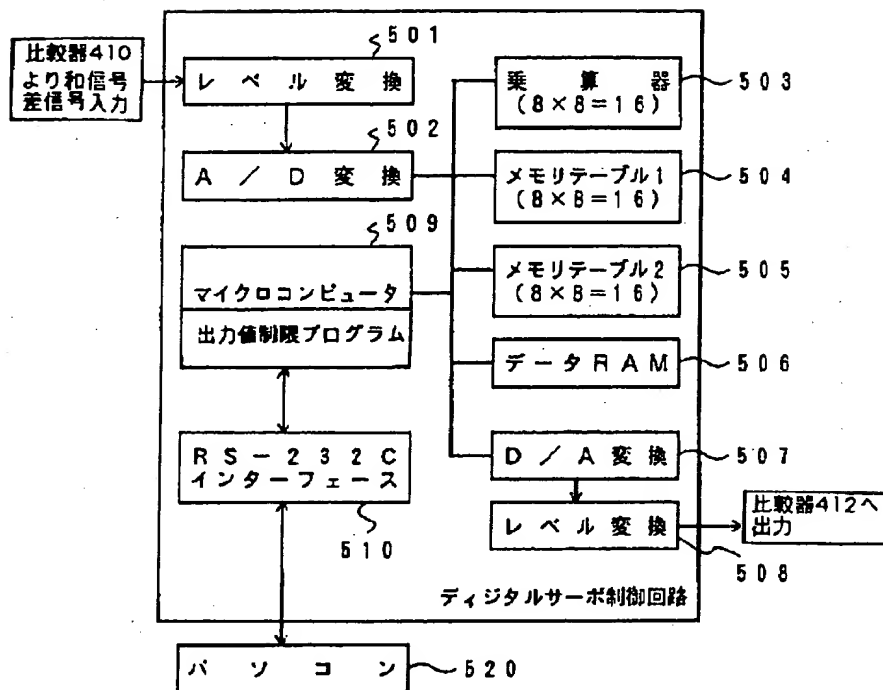 比較器410
より和信号
差信号入力
501
レベル変換
502
A/D変換
509
マイクロコンピュータ
出力値制限プログラム
RS-232C
インターフェース
510
乗算器
(8×8=16)
503
メモリテーブル1
(8×8=16)
504
メモリテーブル2
(8×8=16)
505
データRAM
506
D/A変換
507
レベル変換
508
比較器412へ
出力
ディジタルサーボ制御回路
パソコン
520